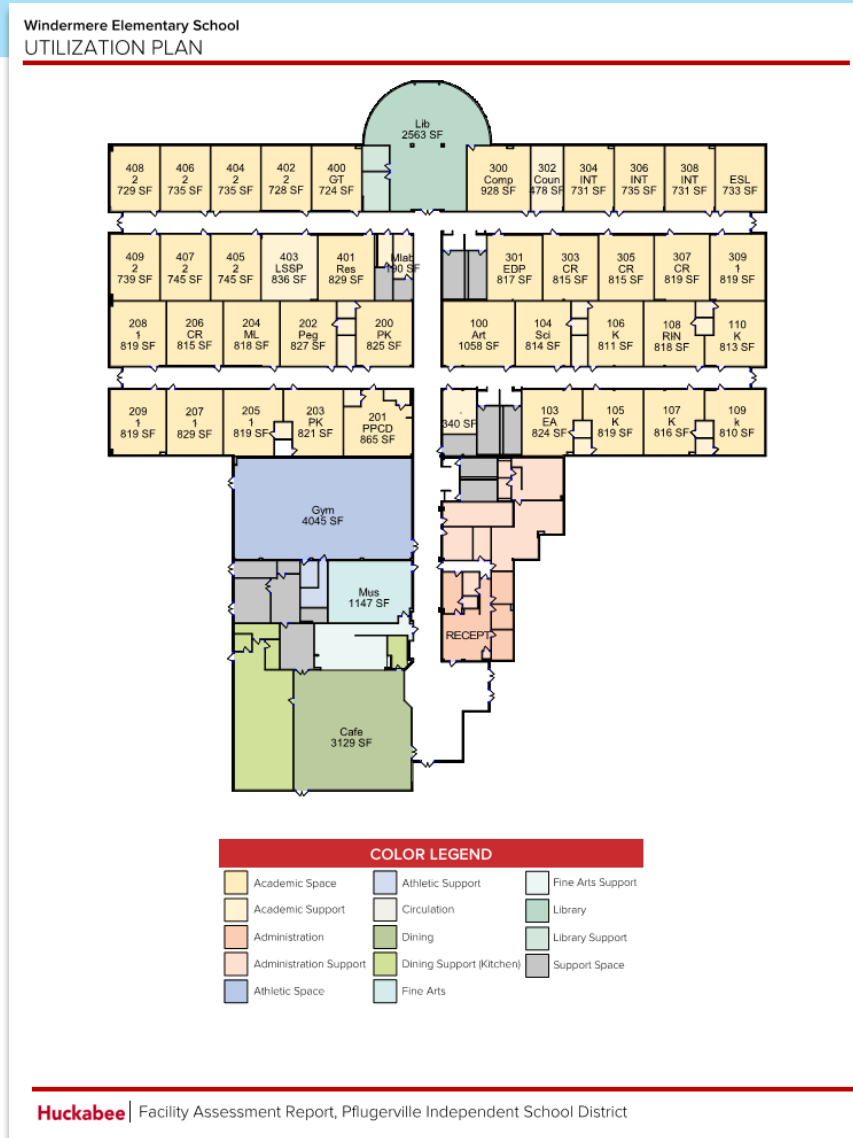 Windermere Elementary School
UTILIZATION PLAN
Lib
2563 SF
408
2
729 SF
406
2
735 SF
404
2
735 SF
402
2
728 SF
400
GT
724 SF
300
Comp
928 SF
302
Coun
478 SF
304
INT
731 SF
306
INT
735 SF
308
INT
731 SF
ESL
733 SF
409
2
739 SF
407
2
745 SF
405
2
745 SF
403
LSSP
836 SF
401
Res
829 SF
Mlab
190 SF
301
EDP
817 SF
303
CR
815 SF
305
CR
815 SF
307
CR
819 SF
309
1
819 SF
208
1
819 SF
206
CR
815 SF
204
ML
818 SF
202
Peg
827 SF
200
PK
825 SF
100
Art
1058 SF
104
Sci
814 SF
106
K
811 SF
108
RIN
818 SF
110
K
813 SF
209
1
819 SF
207
1
829 SF
205
1
819 SF
203
PK
821 SF
201
PPCD
865 SF
340 SF
103
EA
824 SF
105
K
819 SF
107
K
816 SF
109
k
810 SF
Gym
4045 SF
Mus
1147 SF
RECEPT
Cafe
3129 SF
COLOR LEGEND
Academic Space
Academic Support
Administration
Administration Support
Athletic Space
Athletic Support
Circulation
Dining
Dining Support (Kitchen)
Fine Arts
Fine Arts Support
Library
Library Support
Support Space
Huckabee | Facility Assessment Report, Pflugerville Independent School District